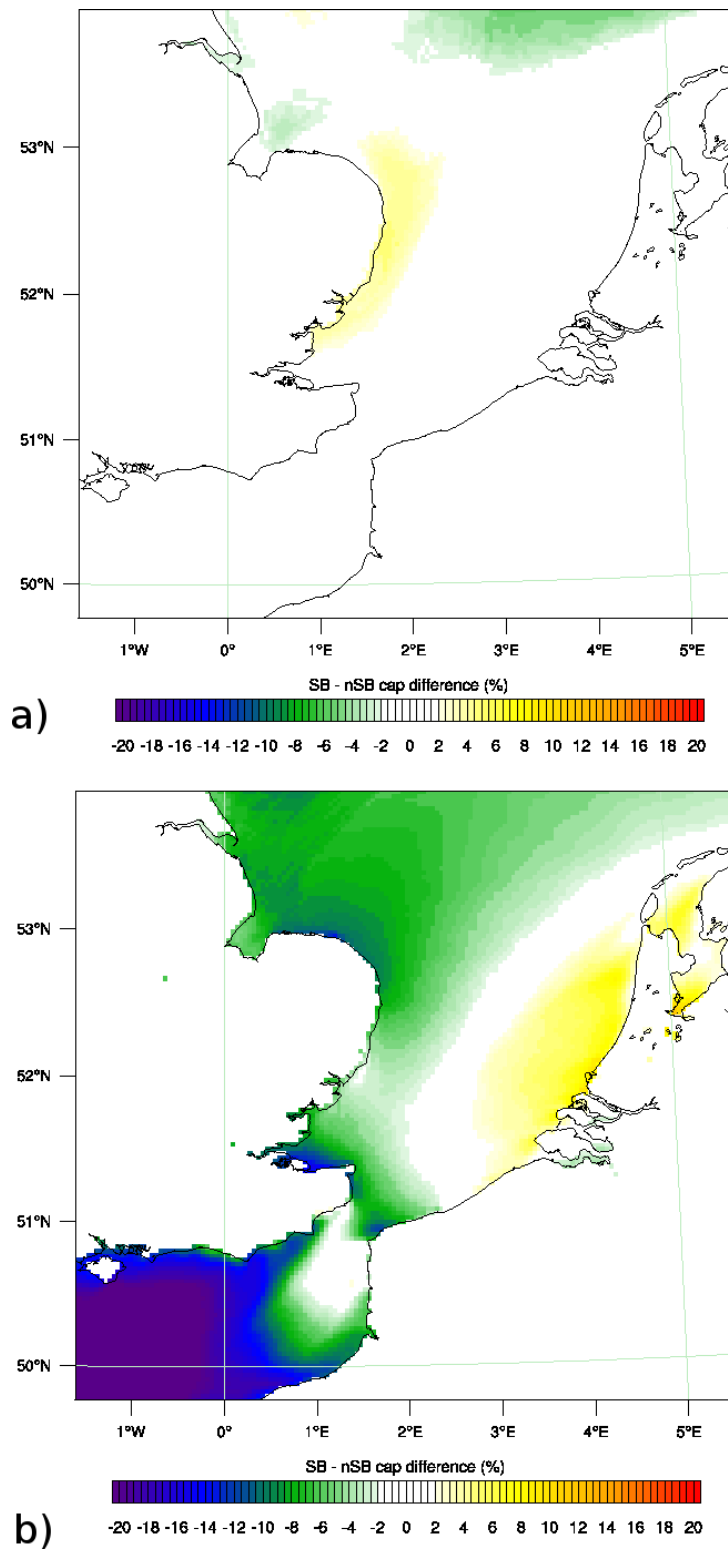 53°N
52°N
51°N
50°N
1°W 0° 1°E 2°E 3°E 4°E 5°E
SB - nSB cap difference (%)
a)
-20 -18 -16 -14 -12 -10 -8 -6 -4 -2 0 2 4 6 8 10 12 14 16 18 20
53°N
52°N
51°N
50°N
1°W 0° 1°E 2°E 3°E 4°E 5°E
SB - nSB cap difference (%)
b)
-20 -18 -16 -14 -12 -10 -8 -6 -4 -2 0 2 4 6 8 10 12 14 16 18 20